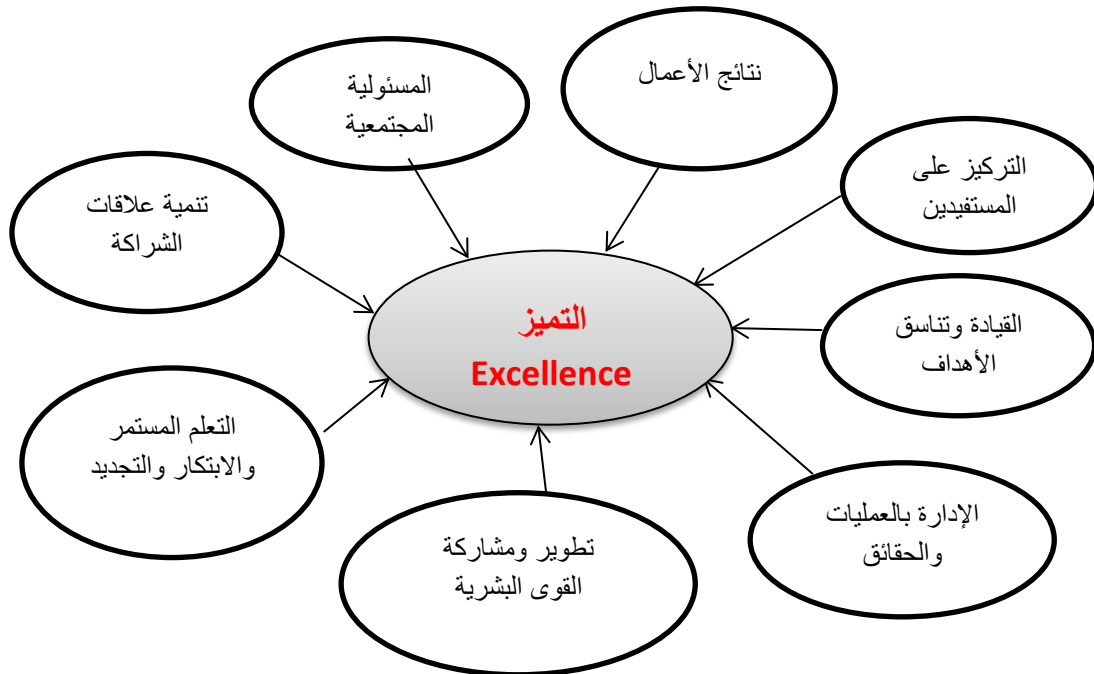 نتائج الأعمال
المسئولية
المجتمعية
التركيز على
المستفيدين
تنمية علاقات
الشراكة
القيادة وتناسق
الأهداف
التميز
Excellence
التعلم المستمر
والابتكار والتجديد
الإدارة بالعمليات
والحقائق
تطوير ومشاركة
القوى البشرية